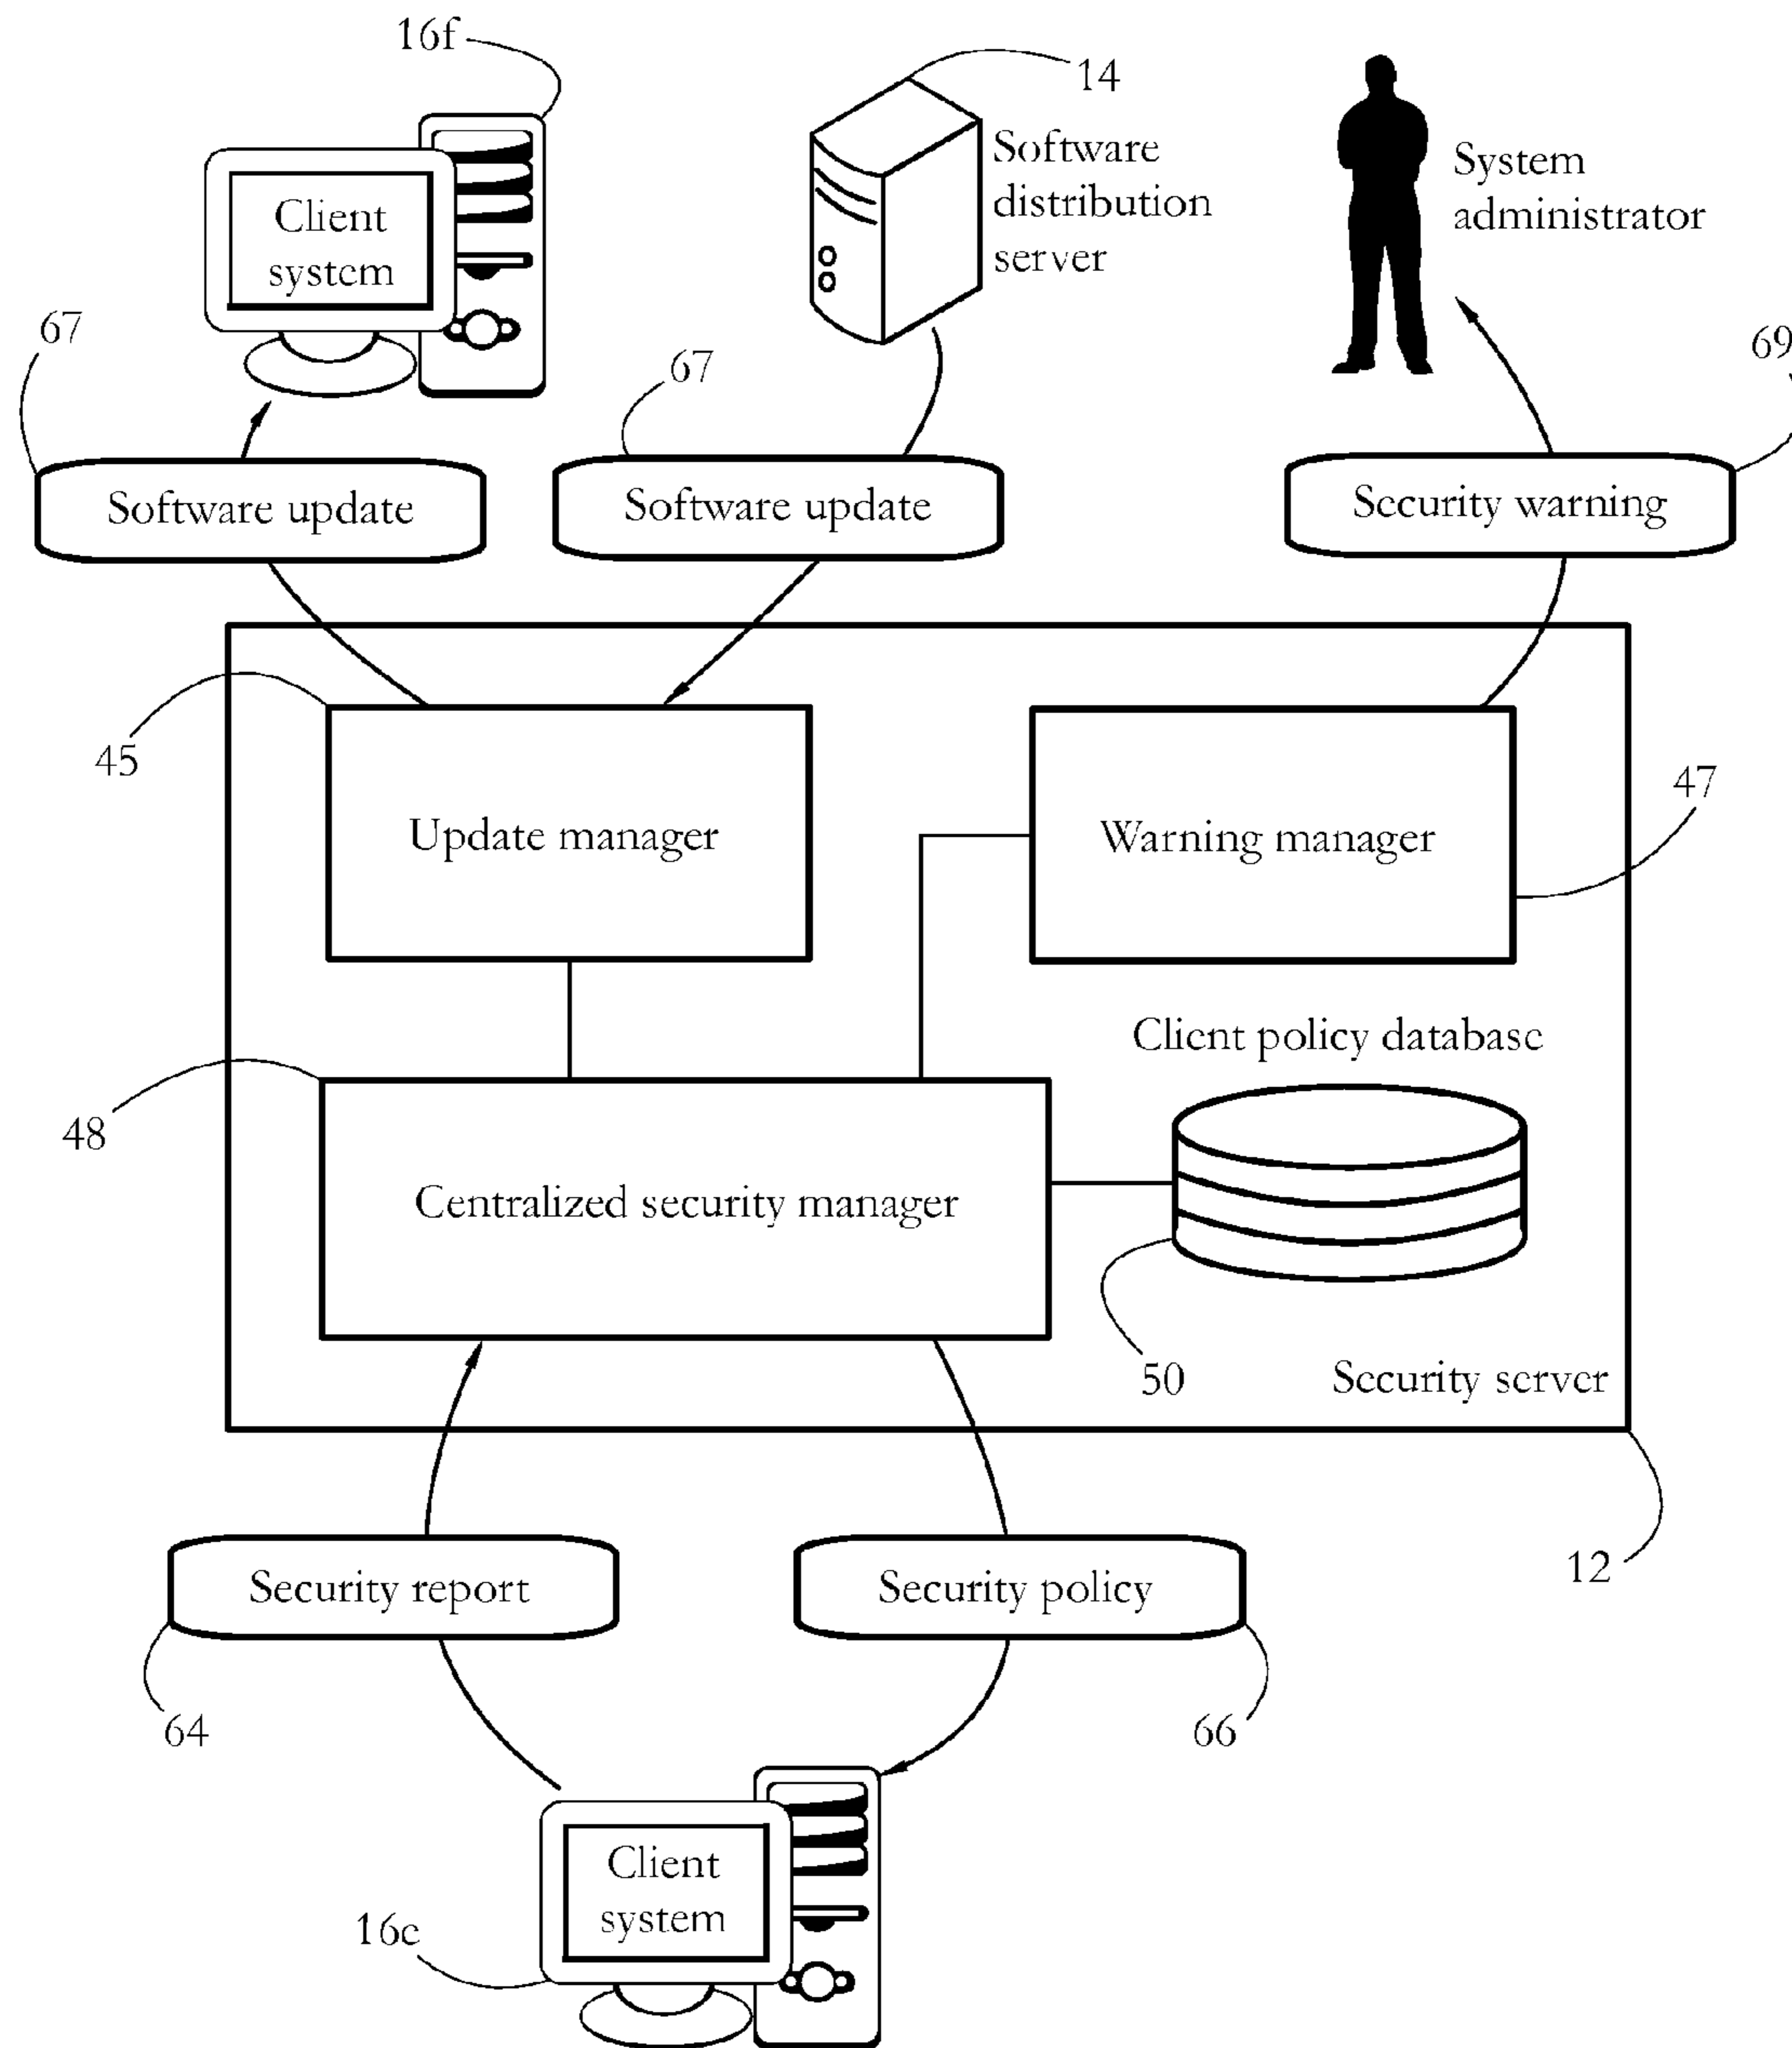 16f
14
Software
distribution
server
System
administrator
Client
system
67
67
69
Software update
Software update
Security warning
45
47
Update manager
Warning manager
Client policy database
48
Centralized security manager
50
Security server
12
Security report
Security policy
64
66
Client
system
16e